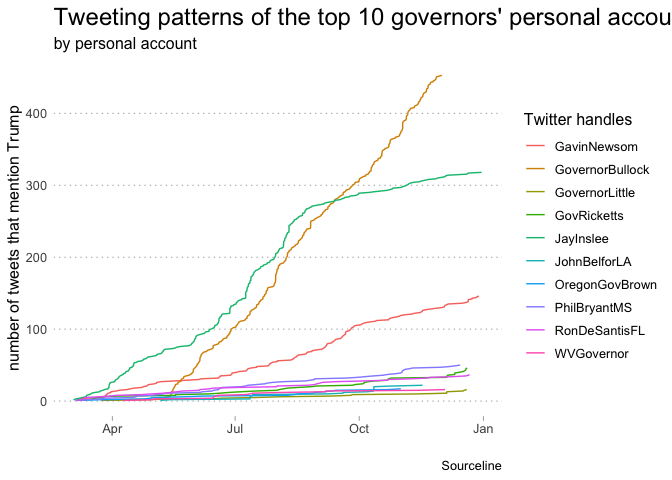 Tweeting patterns of the top 10 governors' personal accou
by personal account
number of tweets that mention Trump
400
300
200
100
0
Apr
Jul
Oct
Jan
Twitter handles
GavinNewsom
GovernorBullock
GovernorLittle
GovRicketts
JayInslee
JohnBelforLA
OregonGovBrown
PhilBryantMS
RonDeSantisFL
WVGovernor
Sourceline